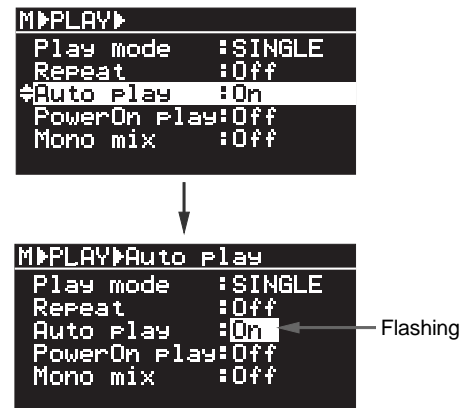 M▶PLAY▶
Play mode :SINGLE
Repeat :Off
Auto play :On
PowerOn play:Off
Mono mix :Off
M▶PLAY▶Auto play
Play mode :SINGLE
Repeat :Off
Auto play :On
Flashing
PowerOn play:Off
Mono mix :Off